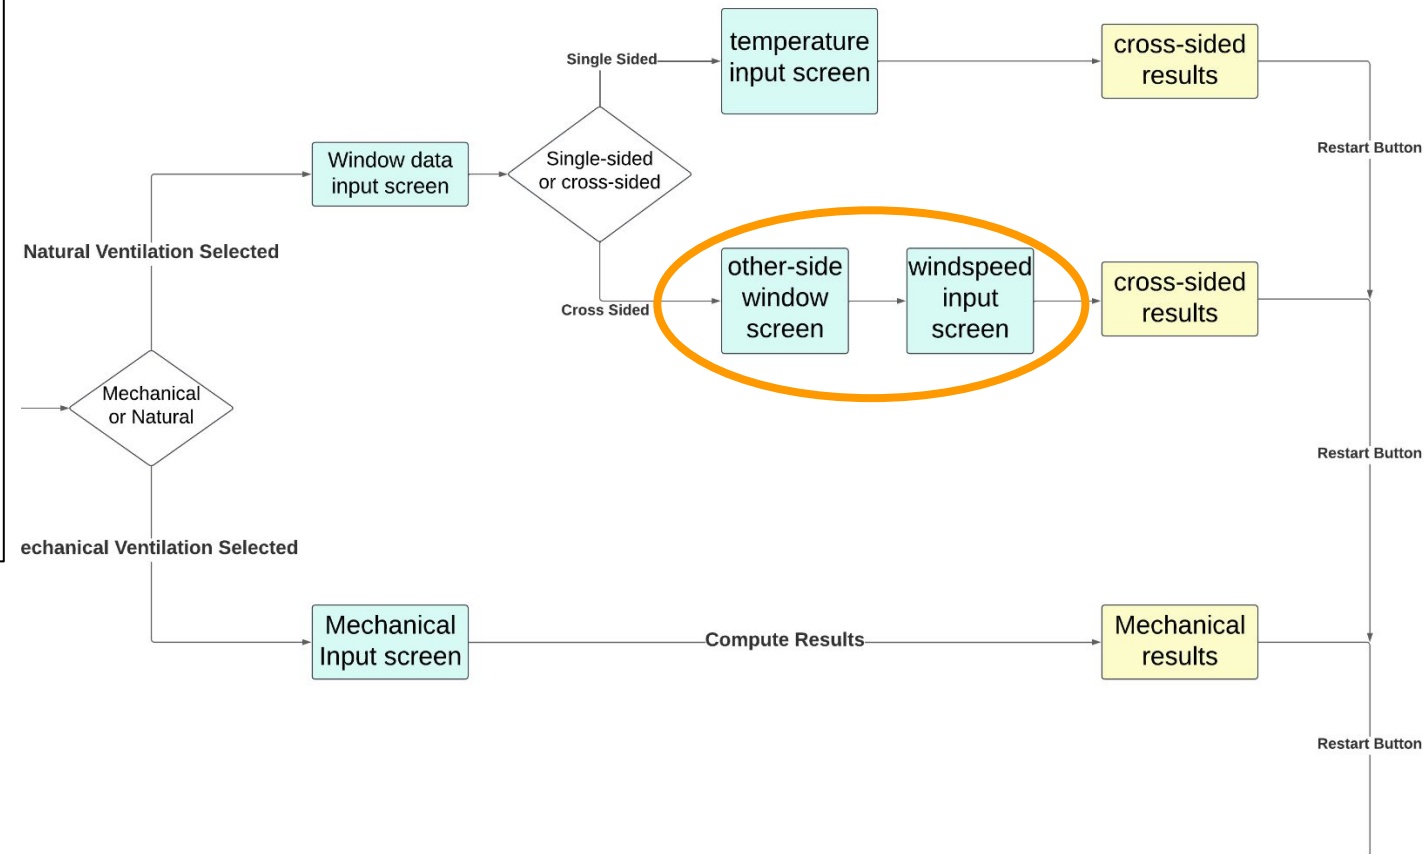 temperature
input screen
cross-sided
results
Single Sided
Restart Button
Window data
input screen
Single-sided
or cross-sided
Natural Ventilation Selected
other-side
window
screen
windspeed
input
screen
cross-sided
results
Cross Sided
Mechanical
or Natural
Restart Button
echanical Ventilation Selected
Mechanical
Input screen
Compute Results
Mechanical
results
Restart Button